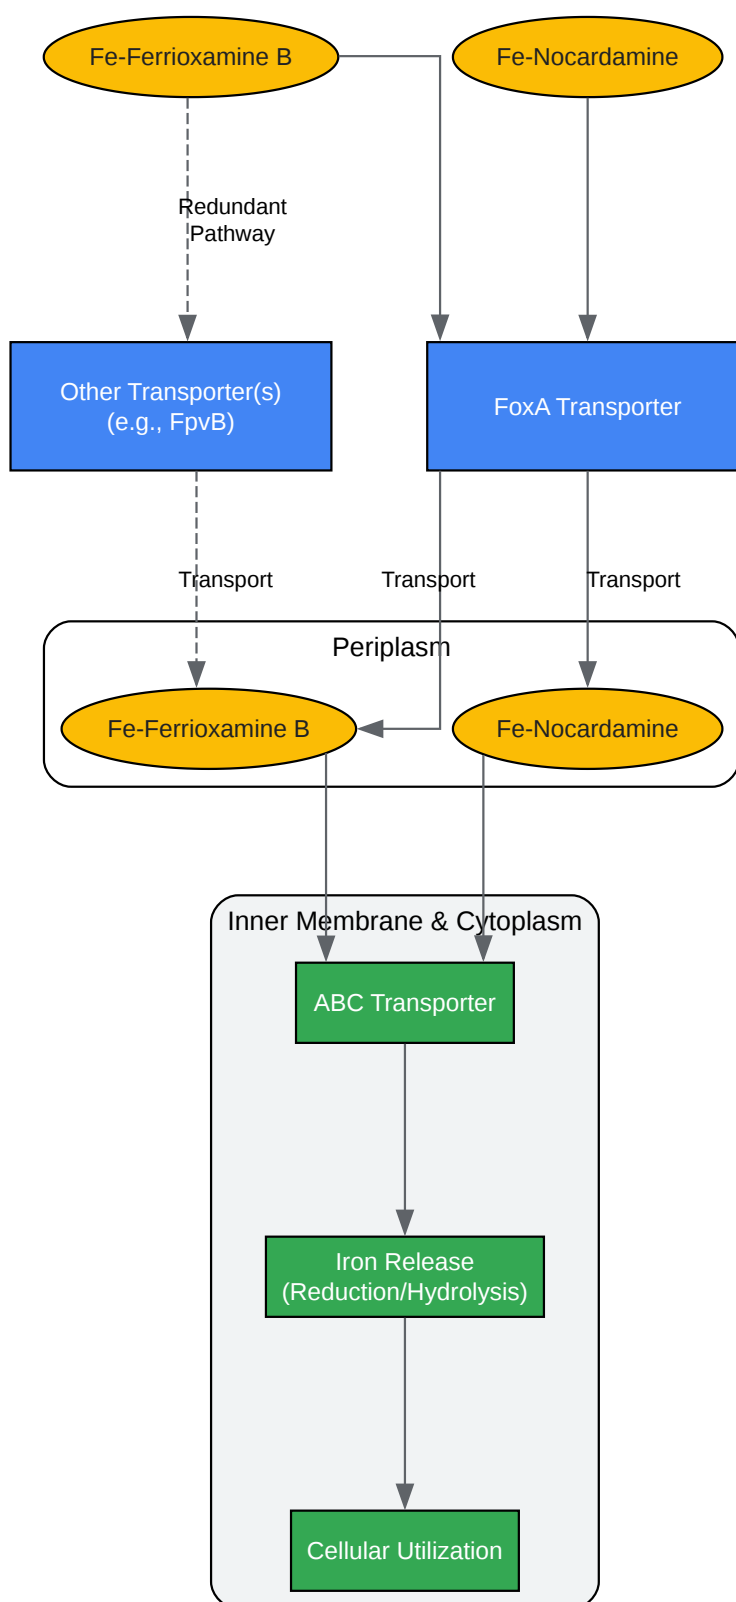 Fe-Ferrioxamine B
Fe-Nocardamine
Redundant
Pathway
Other Transporter(s)
(e.g., FpvB)
FoxA Transporter
Transport
Transport
Transport
Periplasm
Fe-Ferrioxamine B
Fe-Nocardamine
Inner Membrane & Cytoplasm
ABC Transporter
Iron Release
(Reduction/Hydrolysis)
Cellular Utilization